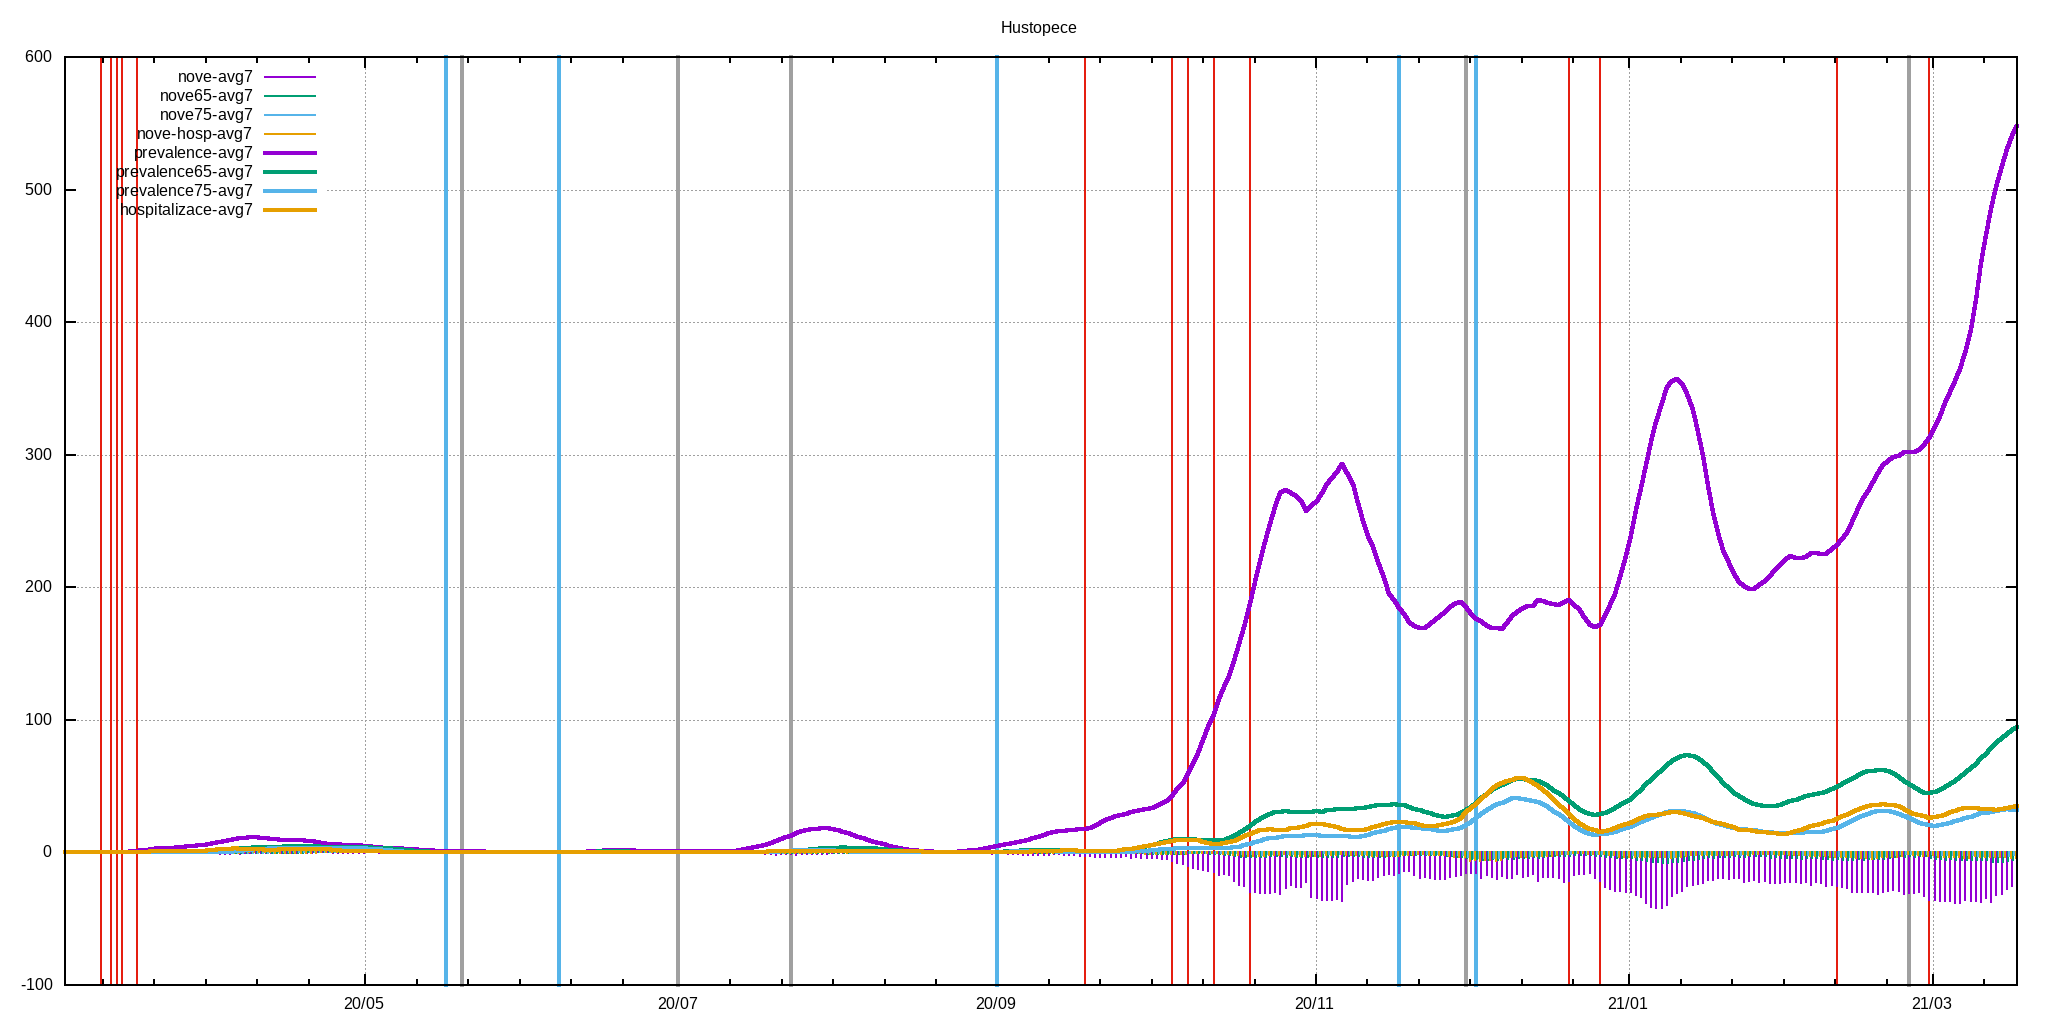 Hustopece
600
500
400
300
200
100
0
-100
nove-avg7
nove65-avg7
nove75-avg7
nove-hosp-avg7
prevalence-avg7
prevalence65-avg7
prevalence75-avg7
hospitalizace-avg7
20/05 20/07 20/09 20/11 21/01 21/03